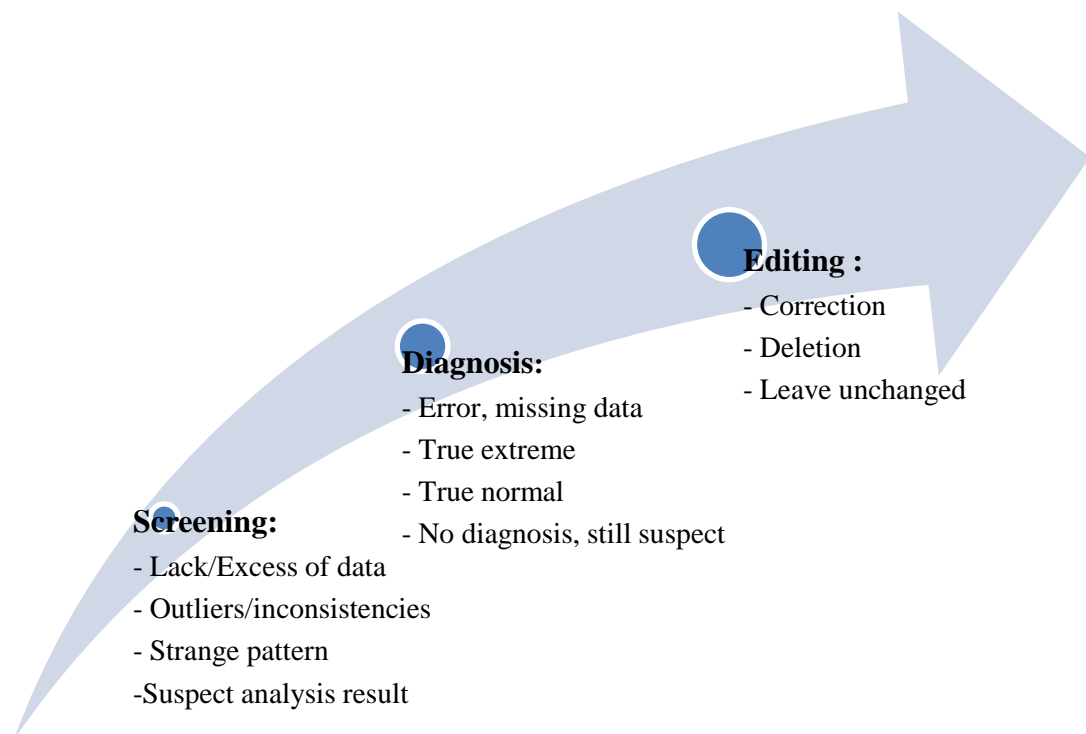 Editing :
- Correction
- Deletion
- Leave unchanged
Diagnosis:
- Error, missing data
- True extreme
- True normal
- No diagnosis, still suspect
Screening:
- Lack/Excess of data
- Outliers/inconsistencies
- Strange pattern
-Suspect analysis result